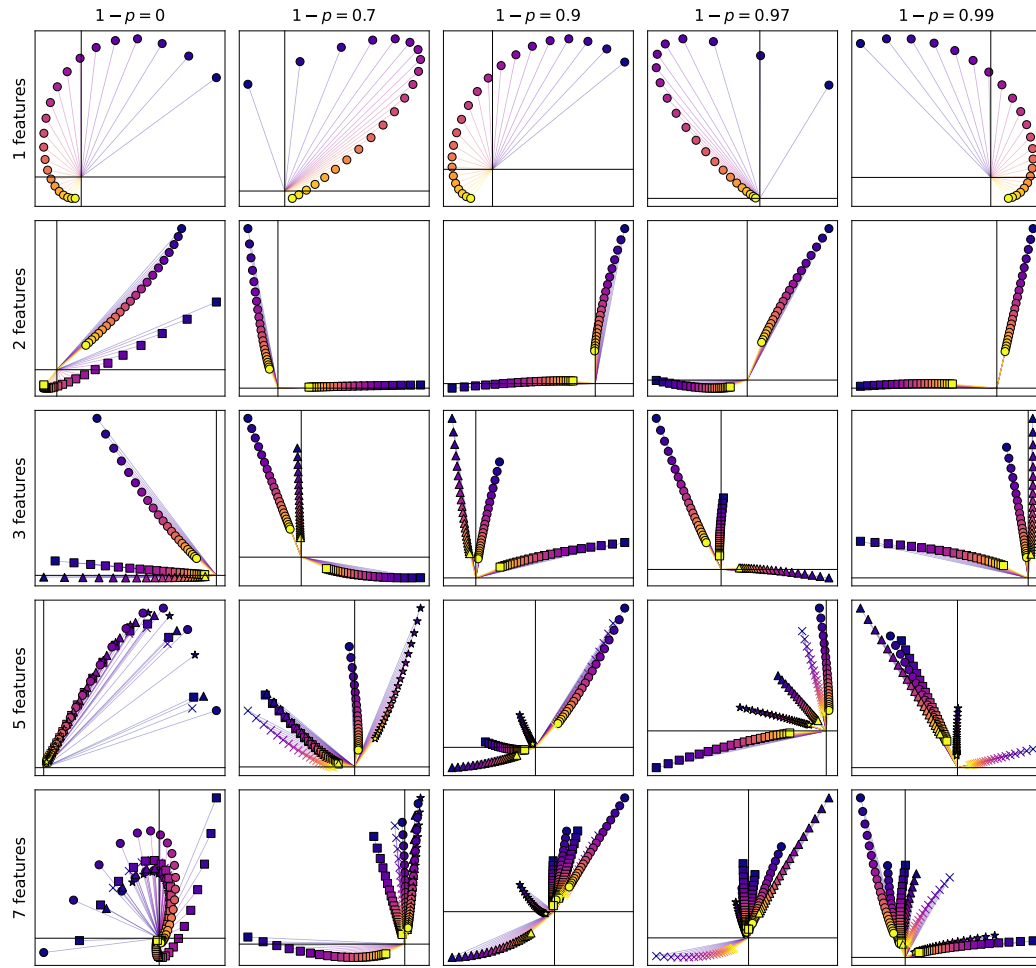 1 − p = 0
1 − p = 0.7
1 − p = 0.9
1 − p = 0.97
1 − p = 0.99
1 features
2 features
3 features
5 features
7 features